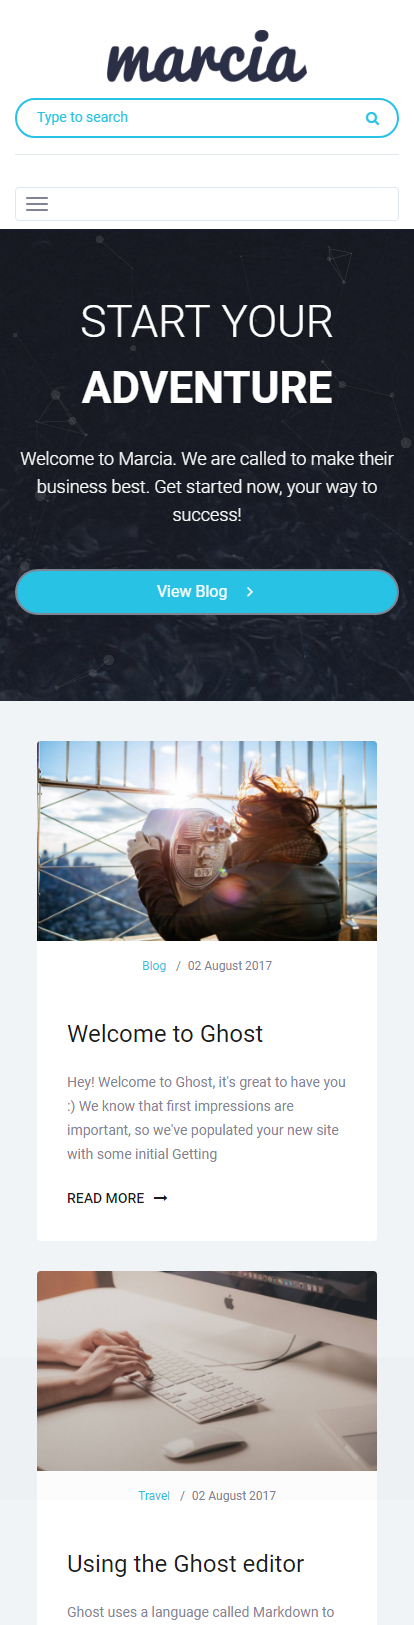 marcia
Type to search
START YOUR
ADVENTURE
Welcome to Marcia. We are called to make their
business best. Get started now, your way to
success!
View Blog
Blog / 02 August 2017
Welcome to Ghost
Hey! Welcome to Ghost, it's great to have you
:) We know that first impressions are
important, so we've populated your new site
with some initial Getting
READ MORE
Travel / 02 August 2017
Using the Ghost editor
Ghost uses a language called Markdown to